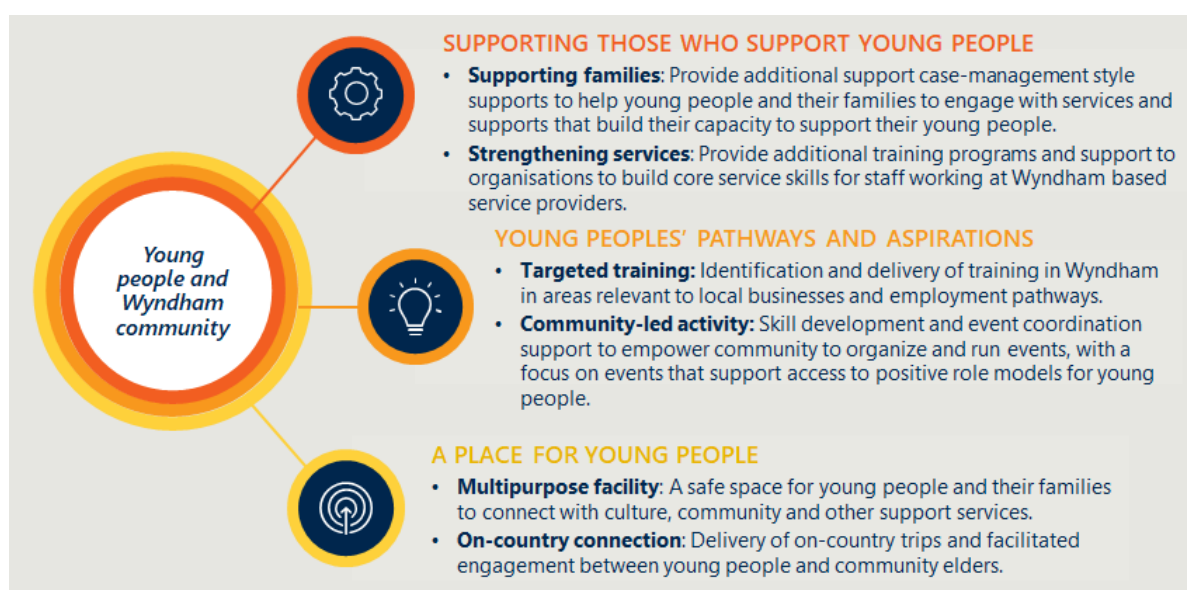 SUPPORTING THOSE WHO SUPPORT YOUNG PEOPLE
• Supporting families: Provide additional support case-management style
supports to help young people and their families to engage with services and
supports that build their capacity to support their young people.
• Strengthening services: Provide additional training programs and support to
organisations to build core service skills for staff working at Wyndham based
service providers.
Young
people and
Wyndham
community
YOUNG PEOPLES’ PATHWAYS AND ASPIRATIONS
• Targeted training: Identification and delivery of training in Wyndham
in areas relevant to local businesses and employment pathways.
• Community-led activity: Skill development and event coordination
support to empower community to organize and run events, with a
focus on events that support access to positive role models for young
people.
A PLACE FOR YOUNG PEOPLE
• Multipurpose facility: A safe space for young people and their families
to connect with culture, community and other support services.
• On-country connection: Delivery of on-country trips and facilitated
engagement between young people and community elders.